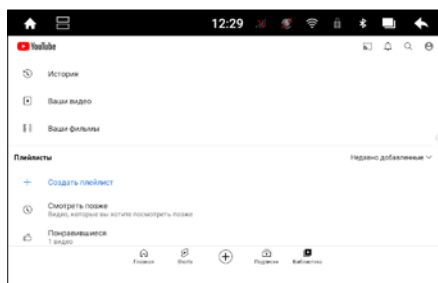 12:29
YouTube
История
Ваши видео
Ваши фильмы
Плейлисты Недавно добавленные
Создать плейлист
Смотреть позже
Видео, которые вы хотите посмотреть позже
Понравившиеся
1 видео
Главная Shorts Подписки Библиотека